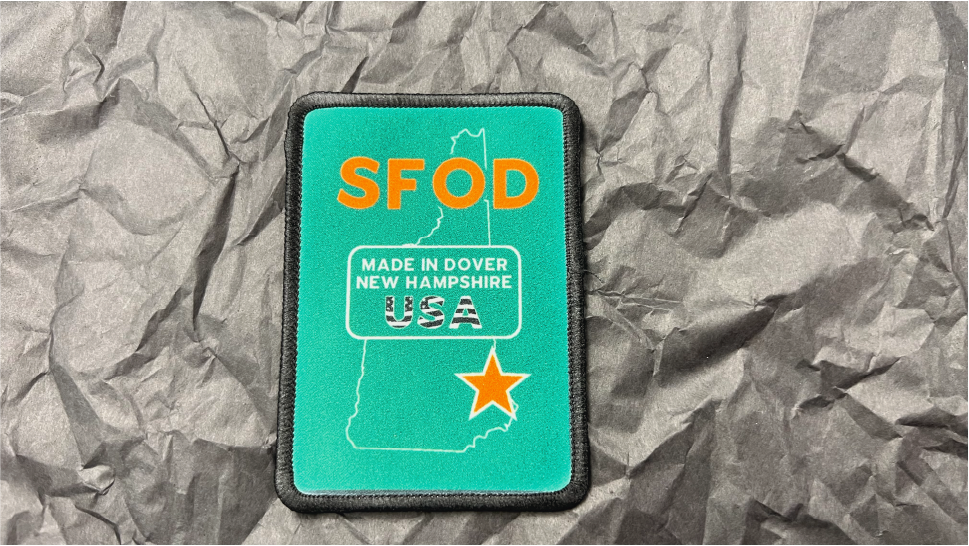 SFOD
MADE IN DOVER
NEW HAMPSHIRE
USA